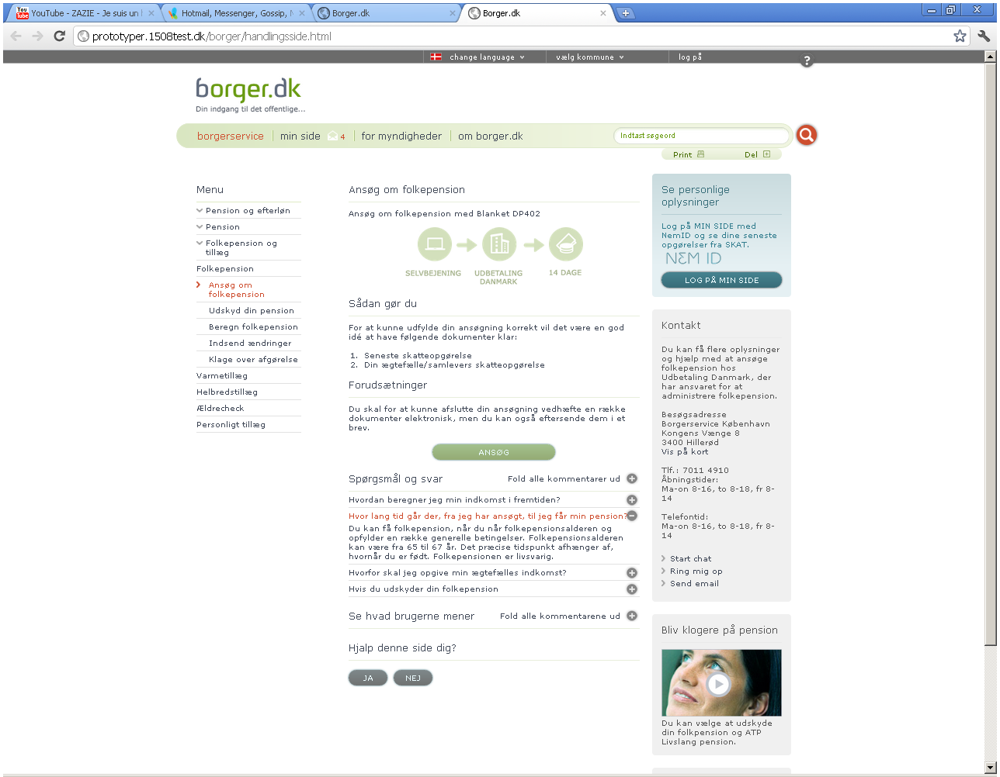 YouTube - ZAZIE - Je suis un h
Hotmail, Messenger, Gossip, N
Borger.dk
Borger.dk
prototyper.1508test.dk/borger/handlingsside.html
change language
vælg kommune
log på
?
borger.dk
Din indgang til det offentlige...
borgerservice
min side
4
for myndigheder
om borger.dk
Indtast søgeord
Print
Del
Menu
Pension og efterløn
Pension
Folkepension og
tillæg
Folkepension
Ansøg om
folkepension
Udskyd din pension
Beregn folkepension
Indsend ændringer
Klage over afgørelse
Varmetillæg
Helbredstillæg
Ældrecheck
Personligt tillæg
Ansøg om folkepension
Ansøg om folkepension med Blanket DP402
SELVBEJENING
UDBETALING
DANMARK
14 DAGE
Sådan gør du
For at kunne udfylde din ansøgning korrekt vil det være en god
idé at have følgende dokumenter klar:
1. Seneste skatteopgørelse
2. Din ægtefælle/samlevers skatteopgørelse
Forudsætninger
Du skal for at kunne afslutte din ansøgning vedhæfte en række
dokumenter elektronisk, men du kan også eftersende dem i et
brev.
ANSØG
Spørgsmål og svar
Fold alle kommentarer ud
Hvordan beregner jeg min indkomst i fremtiden?
Hvor lang tid går der, fra jeg har ansøgt, til jeg får min pension?
Du kan få folkepension, når du når folkepensionsalderen og
opfylder en række generelle betingelser. Folkepensionsalderen
kan være fra 65 til 67 år. Det præcise tidspunkt afhænger af,
hvornår du er født. Folkepensionen er livsvarig.
Hvorfor skal jeg opgive min ægtefælles indkomst?
Hvis du udskyder din folkepension
Se hvad brugerne mener
Fold alle kommentarene ud
Hjalp denne side dig?
JA
NEJ
Se personlige
oplysninger
Log på MIN SIDE med
NemID og se dine seneste
opgørelser fra SKAT.
NEM ID
LOG PÅ MIN SIDE
Kontakt
Du kan få flere oplysninger
og hjælp med at ansøge
folkepension hos
Udbetaling Danmark, der
har ansvaret for at
administrere folkepension.
Besøgsadresse
Borgerservice København
Kongens Vænge 8
3400 Hillerød
Vis på kort
Tlf.: 7011 4910
Åbningstider:
Ma-on 8-16, to 8-18, fr 8-
14
Telefontid:
Ma-on 8-16, to 8-18, fr 8-
14
Start chat
Ring mig op
Send email
Bliv klogere på pension
Du kan vælge at udskyde
din folkpension og ATP
Livslang pension.